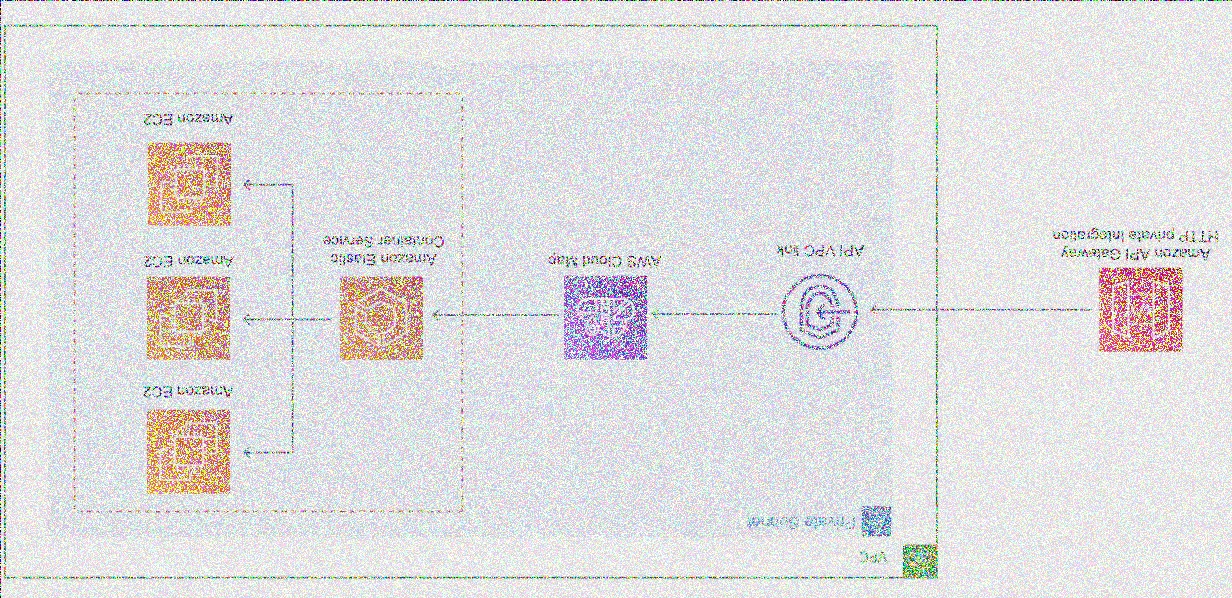 VPC
Private Subnet
Amazon EC2
Amazon API Gateway
HTTP private integration
API VPC link
AWS Cloud Map
Amazon Elastic
Container Service
Amazon EC2
Amazon EC2